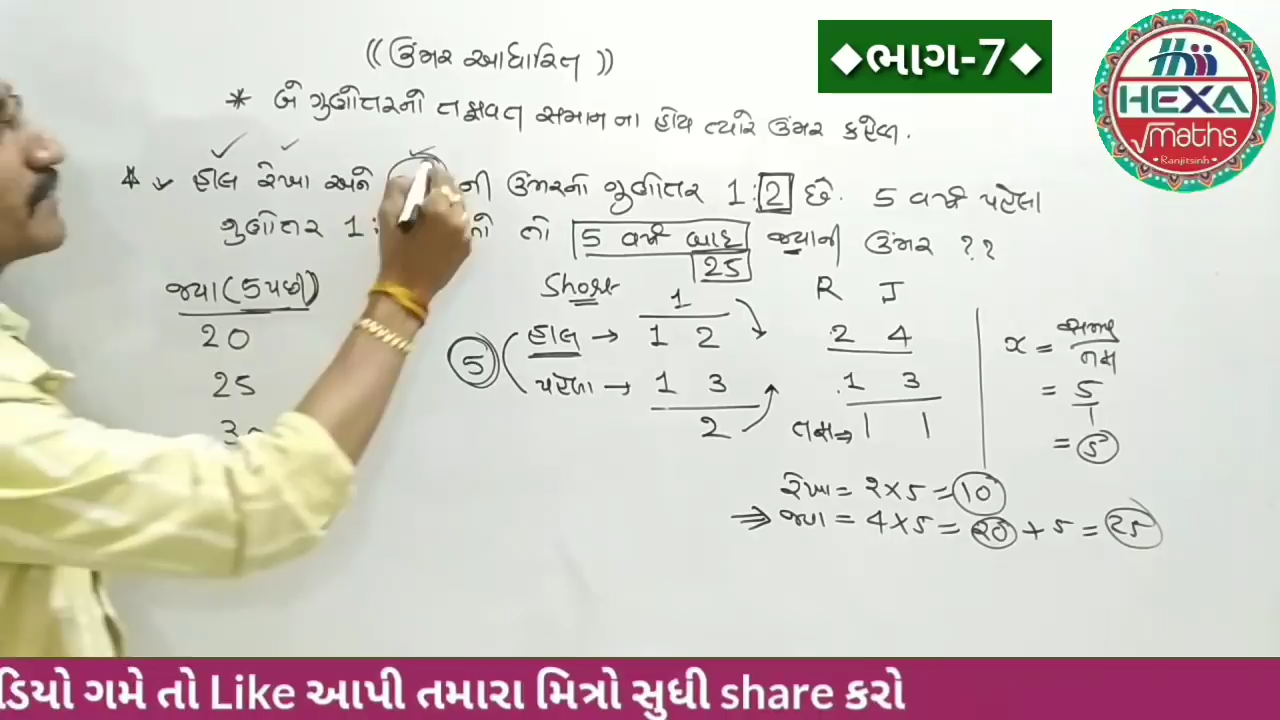 ◆ભાગ-7◆
HEXA
maths
Ranjitsinh
((ઉંમર આધારિત))
* બે ગુણોત્તરનો તફાવત સમાન ના હોય ત્યારે ઉંમર
હાલ રેખા અને ની ઉંમરનો ગુણોત્તર 1:2 છે. 5 વર્ષ પહેલા
ગુણોત્તર 1: તો 5 વર્ષ બાદ જયાની ઉંમર ??
25
જયા(5 પછી)
20
25
Short
1
હાલ → 1 2
5
પહેલા → 1 3
2
R J
2 4
1 3
તફા⇒ 1 1
x =
= 5/1
= 5
રેખા = 2×5 = 10
⇒ જયા = 4×5 = 20 + 5 = 25
ડિયો ગમે તો Like આપી તમારા મિત્રો સુધી share કરો